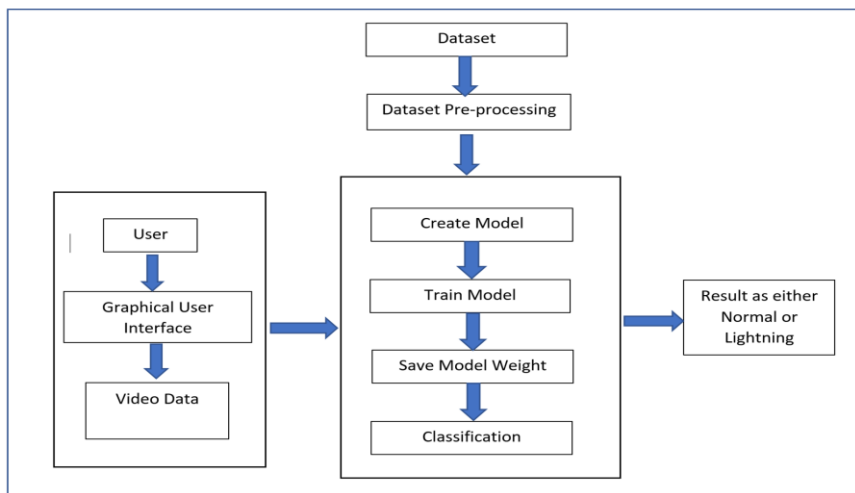 Dataset
Dataset Pre-processing
User
Graphical User
Interface
Video Data
Create Model
Train Model
Save Model Weight
Classification
Result as either
Normal or
Lightning